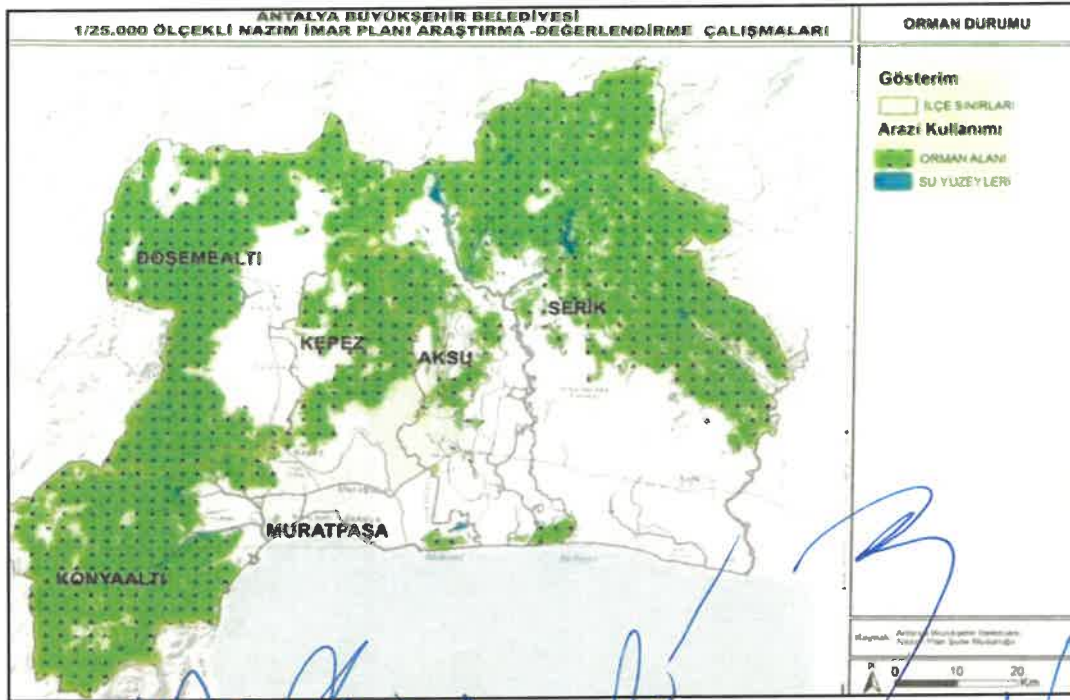 ANTALYA BÜYÜKŞEHİR BELEDİYESİ
1/25.000 ÖLÇEKLİ NAZIM İMAR PLANI ARAŞTIRMA -DEĞERLENDİRME ÇALIŞMALARI
ORMAN DURUMU
Gösterim
İLÇE SINIRLARI
Arazi Kullanımı
ORMAN ALANI
SU YÜZEYLERİ
DÖŞEMEALTI
SERİK
KEPEZ
AKSU
MURATPAŞA
KONYAALTI
Kaynak:
0 10 20
Km